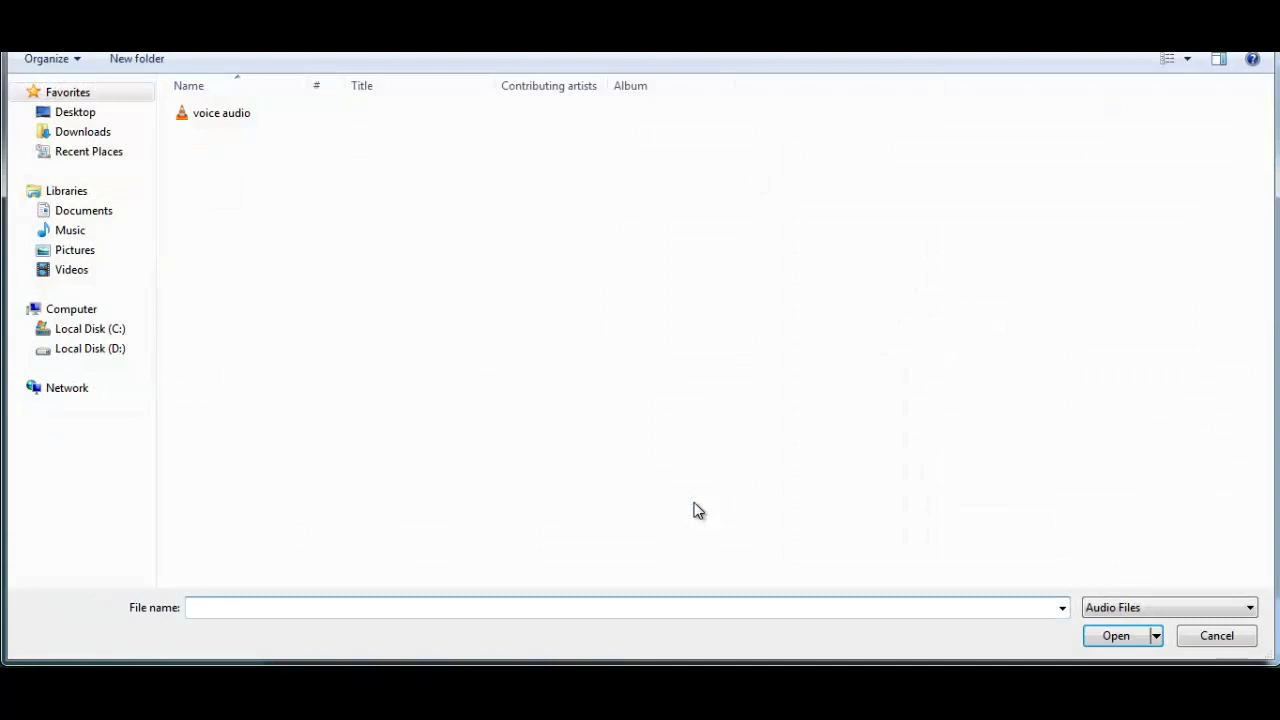 Organize
New folder
Name
#
Title
Contributing artists
Album
Favorites
Desktop
Downloads
Recent Places
Libraries
Documents
Music
Pictures
Videos
Computer
Local Disk (C:)
Local Disk (D:)
Network
voice audio
File name:
Audio Files
Open
Cancel